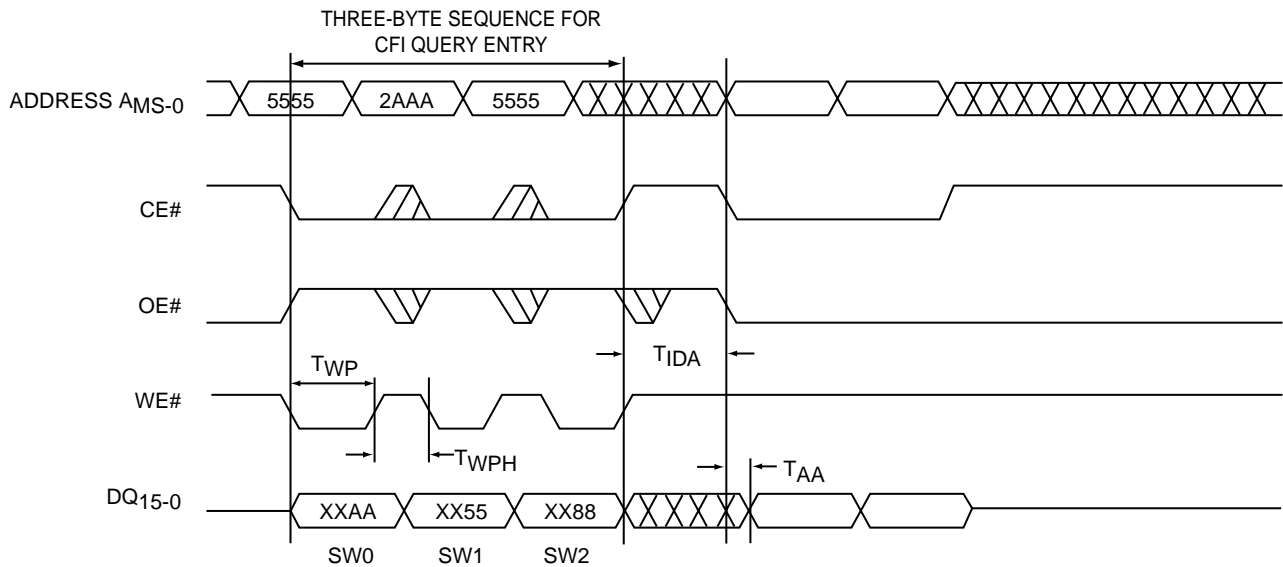 THREE-BYTE SEQUENCE FOR
CFI QUERY ENTRY
ADDRESS AMS-0
5555 2AAA 5555
CE#
OE#
TIDA
TWP
WE#
TWPH
TAA
DQ15-0
XXAA XX55 XX88
SW0 SW1 SW2